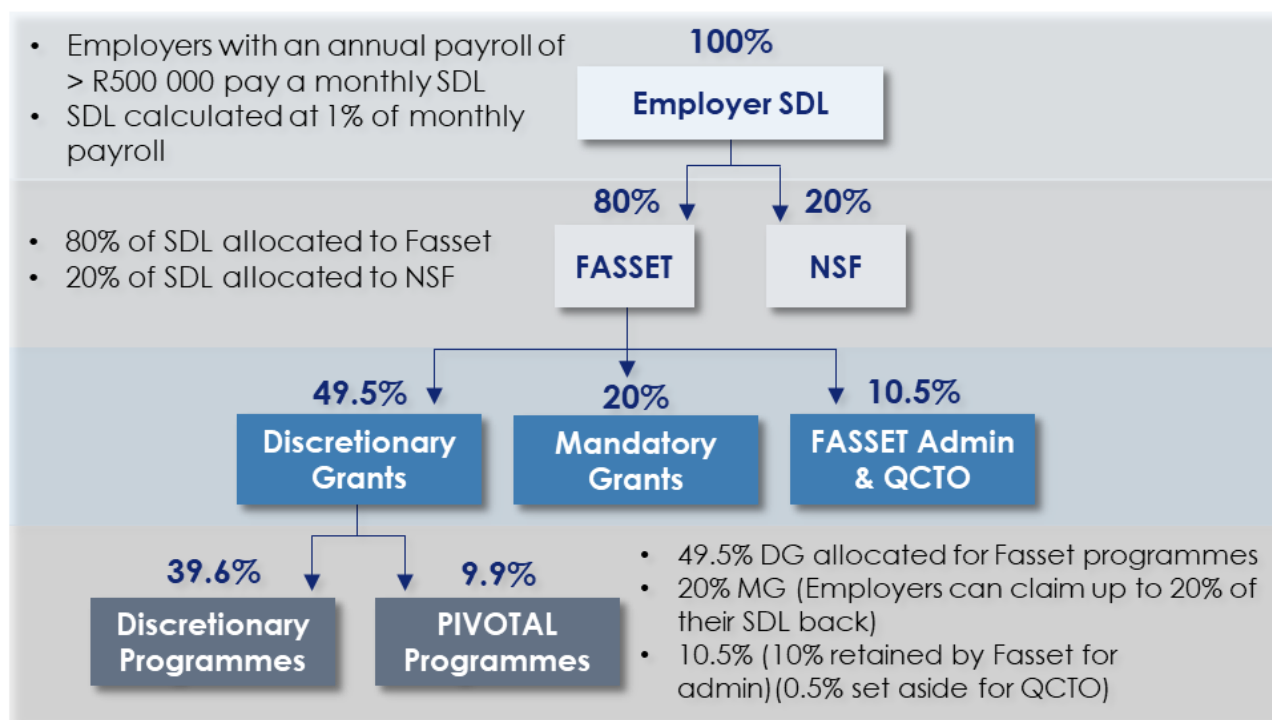 • Employers with an annual payroll of
> R500 000 pay a monthly SDL
• SDL calculated at 1% of monthly
payroll
100%
Employer SDL
80%
20%
• 80% of SDL allocated to Fasset
• 20% of SDL allocated to NSF
FASSET
NSF
49.5%
20%
10.5%
Discretionary
Grants
Mandatory
Grants
FASSET Admin
& QCTO
39.6%
9.9%
Discretionary
Programmes
PIVOTAL
Programmes
• 49.5% DG allocated for Fasset programmes
• 20% MG (Employers can claim up to 20% of
their SDL back)
• 10.5% (10% retained by Fasset for
admin)(0.5% set aside for QCTO)